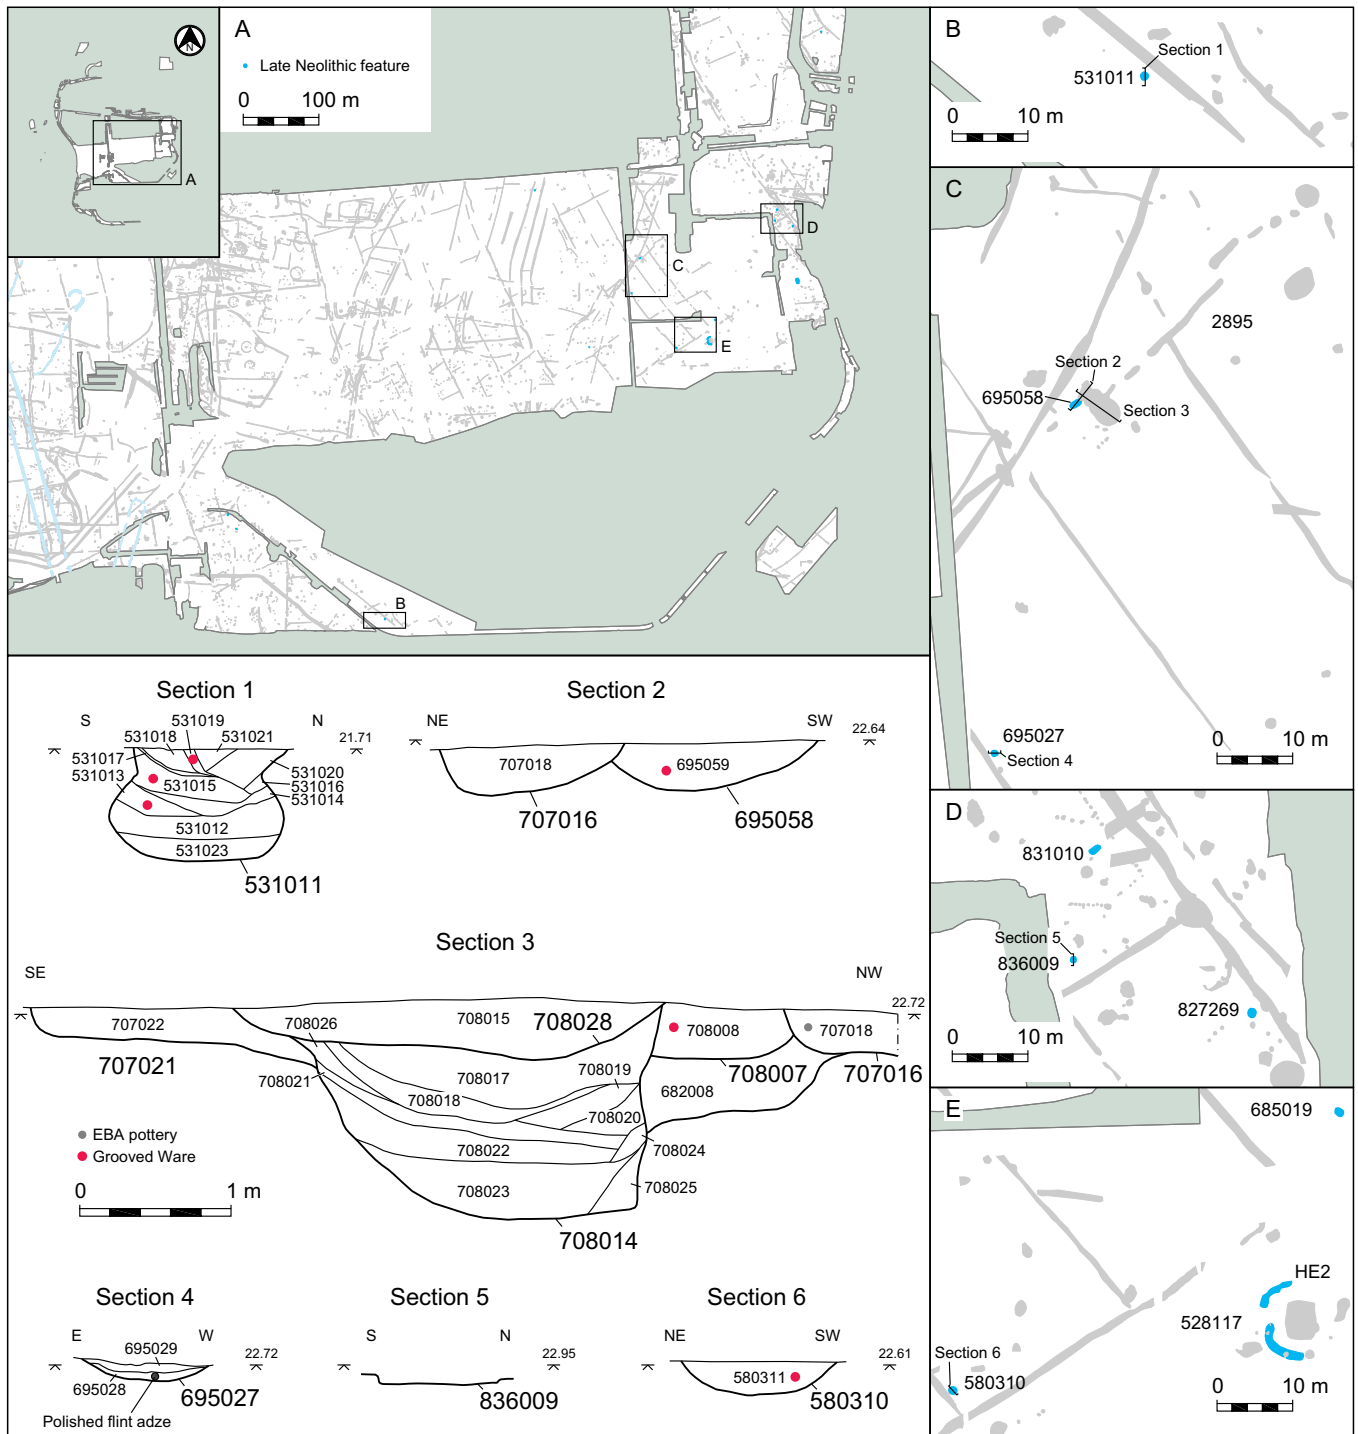 N
A
A
Late Neolithic feature
0 100 m
C
D
E
B
B
Section 1
531011
0 10 m
C
2895
Section 2
695058
Section 3
695027
Section 4
0 10 m
D
831010
Section 5
836009
827269
0 10 m
E
685019
HE2
528117
Section 6
580310
0 10 m
Section 1
S N
21.71
531019
531018 531021
531017
531013
531015
531020
531016
531014
531012
531023
531011
Section 2
NE SW
22.64
707018 695059
707016 695058
Section 3
SE NW
22.72
707022 708026 708015 708028 708008 707018
707021 708021 708017 708019 708007 707016
708018 682008
708020
708022 708024
708023 708025
708014
EBA pottery
Grooved Ware
0 1 m
Section 4
E W
22.72
695029
695028
695027
Polished flint adze
Section 5
S N
22.95
836009
Section 6
NE SW
22.61
580311
580310